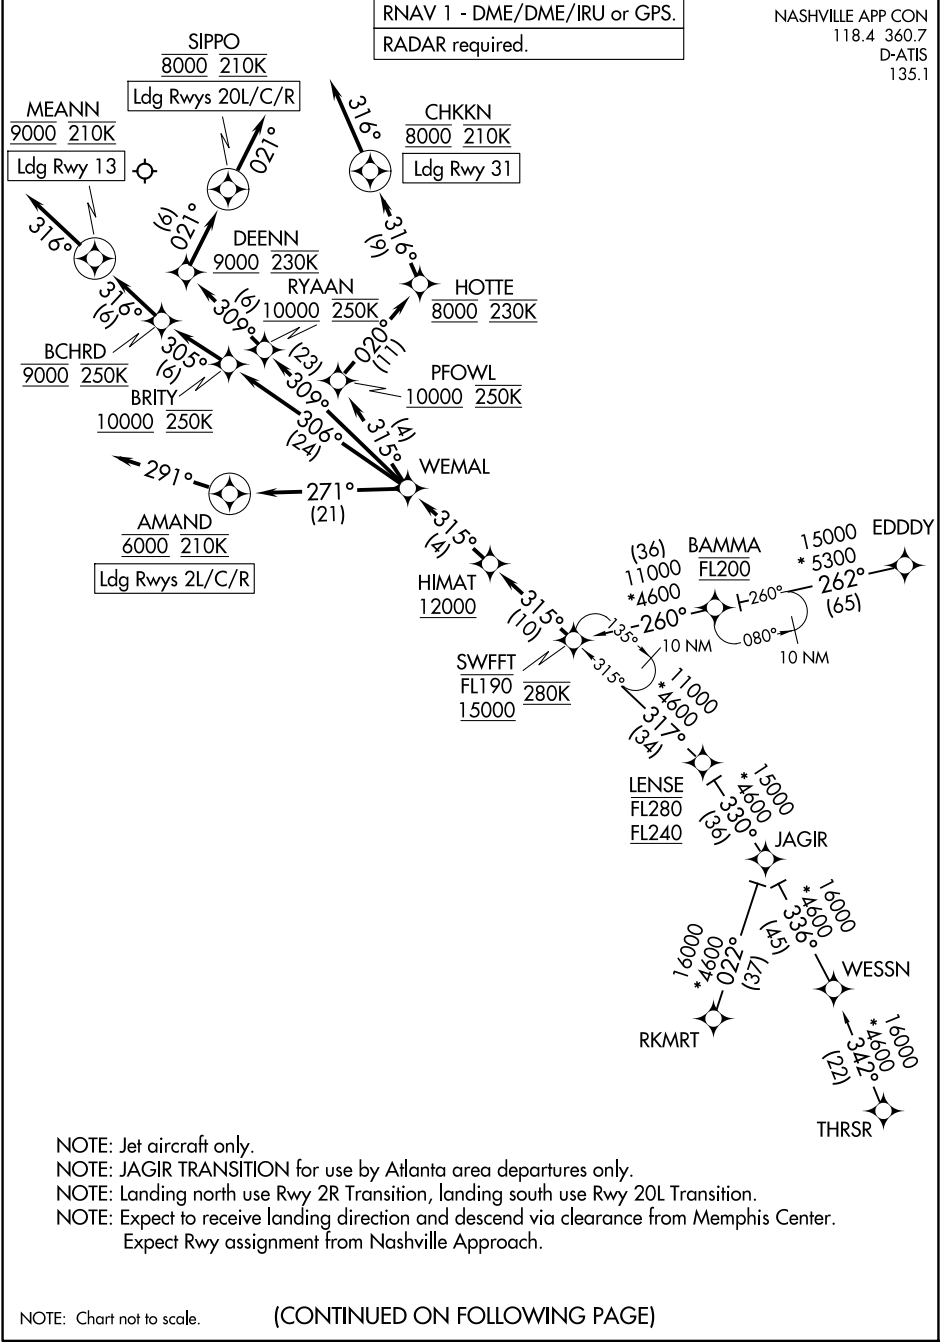 RNAV 1 - DME/DME/IRU or GPS.
RADAR required.
NASHVILLE APP CON
118.4 360.7
D-ATIS
135.1
SIPPO
8000 210K
Ldg Rwys 20L/C/R
MEANN
9000 210K
Ldg Rwy 13
CHKKN
8000 210K
Ldg Rwy 31
316°
021°
316°
(6)
021°
316°
(9)
DEENN
9000 230K
RYAAN
10000 250K
HOTTE
8000 230K
316°
(6)
(6)
309°
020°
(11)
BCHRD
9000 250K
305°
(6)
(23)
309°
PFOWL
10000 250K
BRITY
10000 250K
306°
(24)
(4)
315°
WEMAL
291°
271°
(21)
AMAND
6000 210K
Ldg Rwys 2L/C/R
315°
(4)
HIMAT
12000
315°
(10)
(36)
11000
*4600
260°
BAMMA
FL200
15000
*5300
262°
(65)
EDDDY
260°
080°
10 NM
135°
10 NM
315°
SWFFT
FL190
15000
280K
11000
*4600
317°
(34)
LENSE
FL280
FL240
15000
*4600
330°
(36)
JAGIR
16000
*4600
336°
(45)
16000
*4600
022°
(37)
WESSN
RKMRT
16000
*4600
342°
(22)
THRSR
NOTE: Jet aircraft only.
NOTE: JAGIR TRANSITION for use by Atlanta area departures only.
NOTE: Landing north use Rwy 2R Transition, landing south use Rwy 20L Transition.
NOTE: Expect to receive landing direction and descend via clearance from Memphis Center.
Expect Rwy assignment from Nashville Approach.
NOTE: Chart not to scale.
(CONTINUED ON FOLLOWING PAGE)